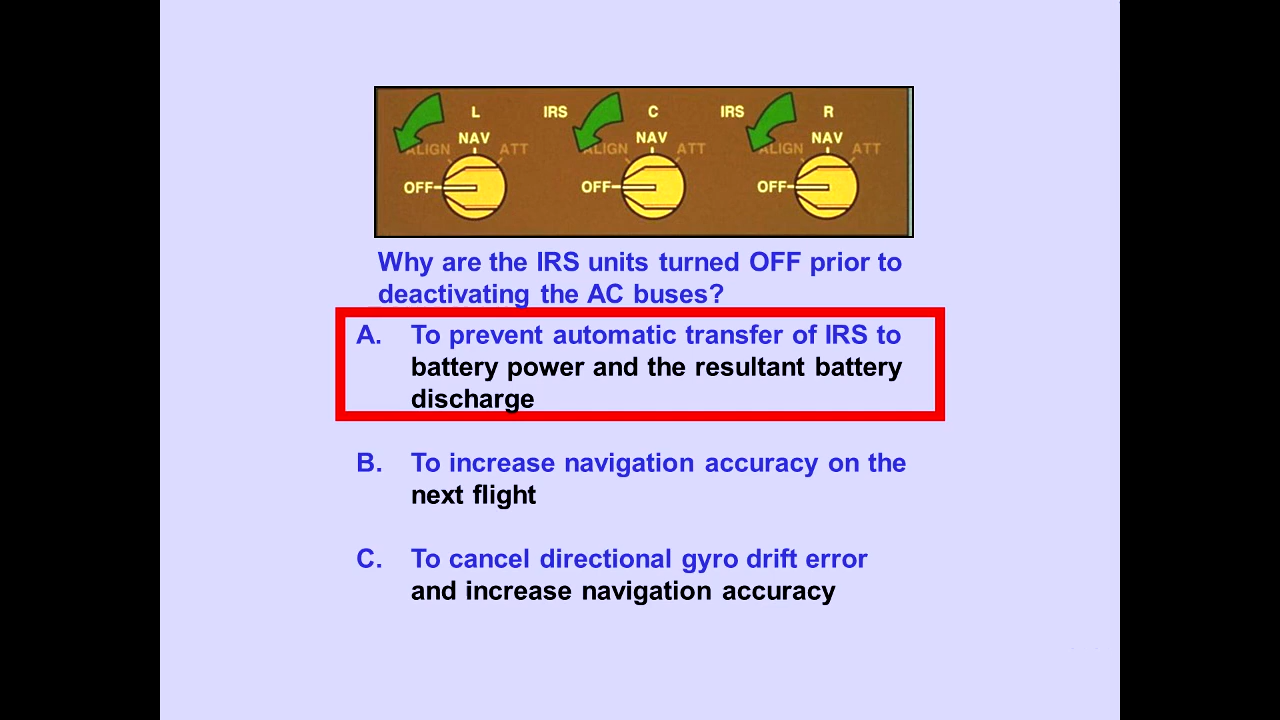 L IRS C IRS R
NAV NAV NAV
ALIGN ATT ALIGN ATT ALIGN ATT
OFF OFF OFF
Why are the IRS units turned OFF prior to
deactivating the AC buses?
A. To prevent automatic transfer of IRS to
battery power and the resultant battery
discharge
B. To increase navigation accuracy on the
next flight
C. To cancel directional gyro drift error
and increase navigation accuracy